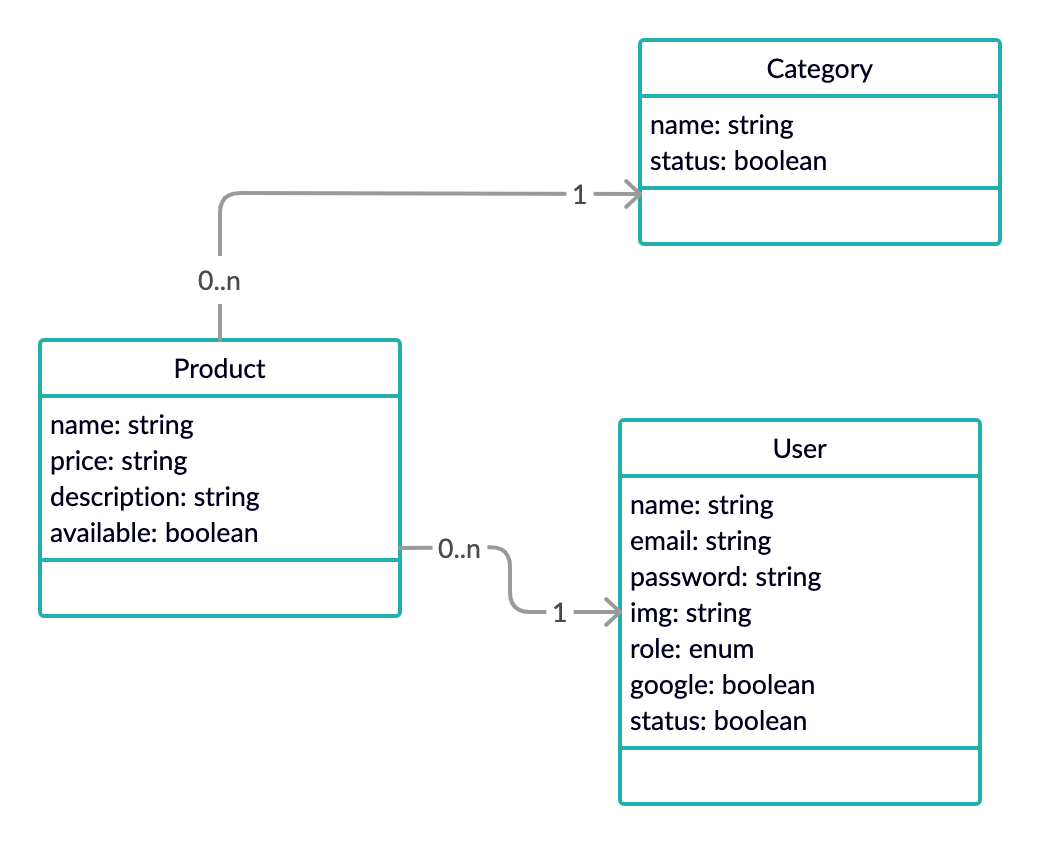 Category
name: string
status: boolean
1
0..n
Product
name: string
price: string
description: string
available: boolean
0..n
1
User
name: string
email: string
password: string
img: string
role: enum
google: boolean
status: boolean